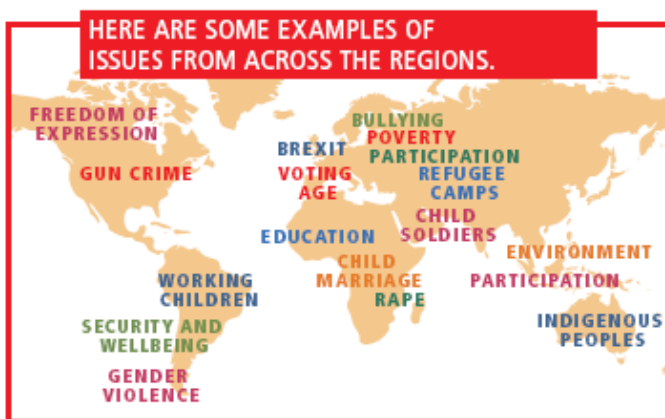 HERE ARE SOME EXAMPLES OF
ISSUES FROM ACROSS THE REGIONS.
FREEDOM OF
EXPRESSION
GUN CRIME
BULLYING
POVERTY
BREXIT
PARTICIPATION
VOTING
AGE
REFUGEE
CAMPS
CHILD
SOLDIERS
EDUCATION
CHILD
MARRIAGE
RAPE
ENVIRONMENT
PARTICIPATION
WORKING
CHILDREN
INDIGENOUS
PEOPLES
SECURITY AND
WELLBEING
GENDER
VIOLENCE